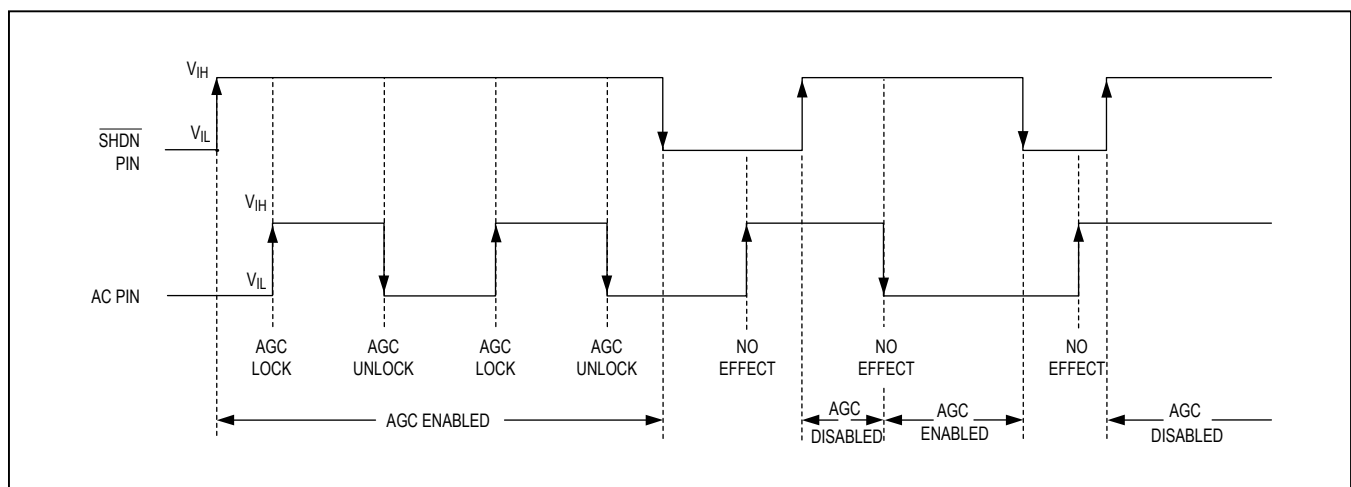 VIH
SHDN
PIN
VIL
VIH
VIL
AC PIN
AGC
LOCK
AGC
UNLOCK
AGC
LOCK
AGC
UNLOCK
NO
EFFECT
NO
EFFECT
NO
EFFECT
AGC ENABLED
AGC
DISABLED
AGC
ENABLED
AGC
DISABLED